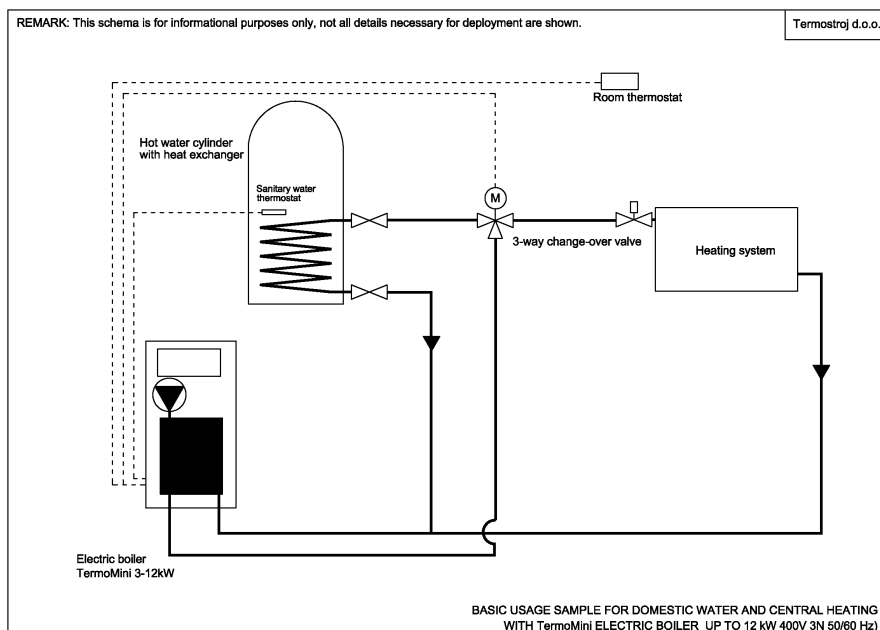 REMARK: This schema is for informational purposes only, not all details necessary for deployment are shown.
Termostroj d.o.o.
Room thermostat
Hot water cylinder
with heat exchanger
Sanitary water
thermostat
M
3-way change-over valve
Heating system
Electric boiler
TermoMini 3-12kW
BASIC USAGE SAMPLE FOR DOMESTIC WATER AND CENTRAL HEATING
WITH TermoMini ELECTRIC BOILER UP TO 12 kW 400V 3N 50/60 Hz)